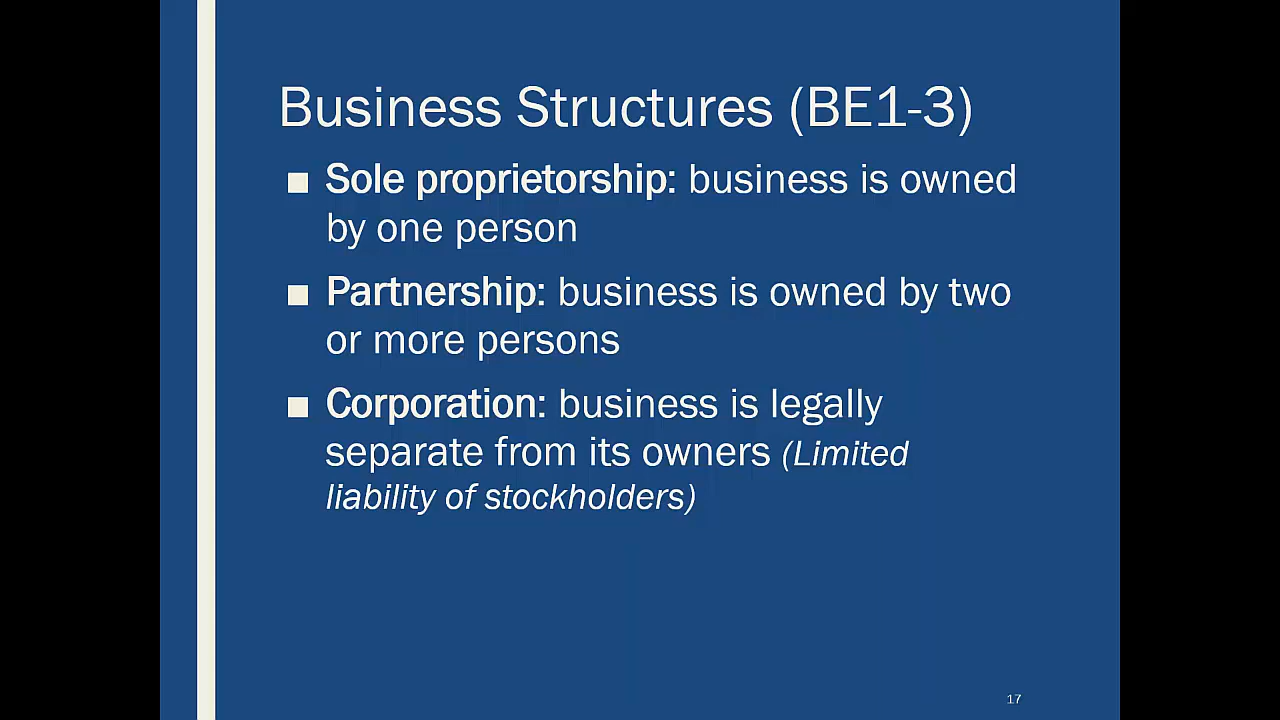 Business Structures (BE1-3)
■ Sole proprietorship: business is owned
by one person
■ Partnership: business is owned by two
or more persons
■ Corporation: business is legally
separate from its owners (Limited
liability of stockholders)
17